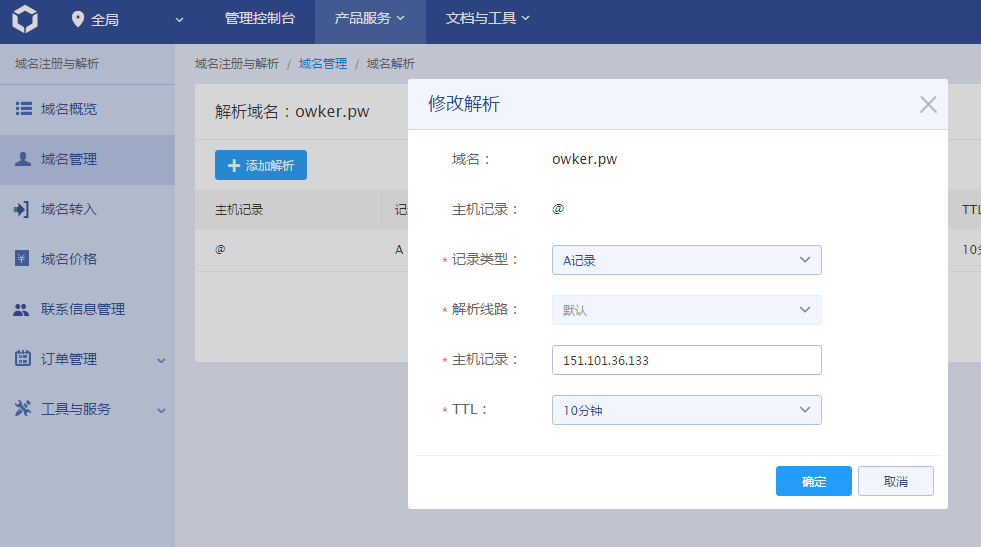 全局 管理控制台 产品服务 文档与工具
域名注册与解析 域名注册与解析 / 域名管理 / 域名解析
域名概览
域名管理
域名转入
域名价格
联系信息管理
订单管理
工具与服务
解析域名：owker.pw
添加解析
主机记录
@ A 10
修改解析
域名： owker.pw
主机记录： @
* 记录类型： A记录
* 解析线路： 默认
* 主机记录： 151.101.36.133
* TTL： 10分钟
确定 取消